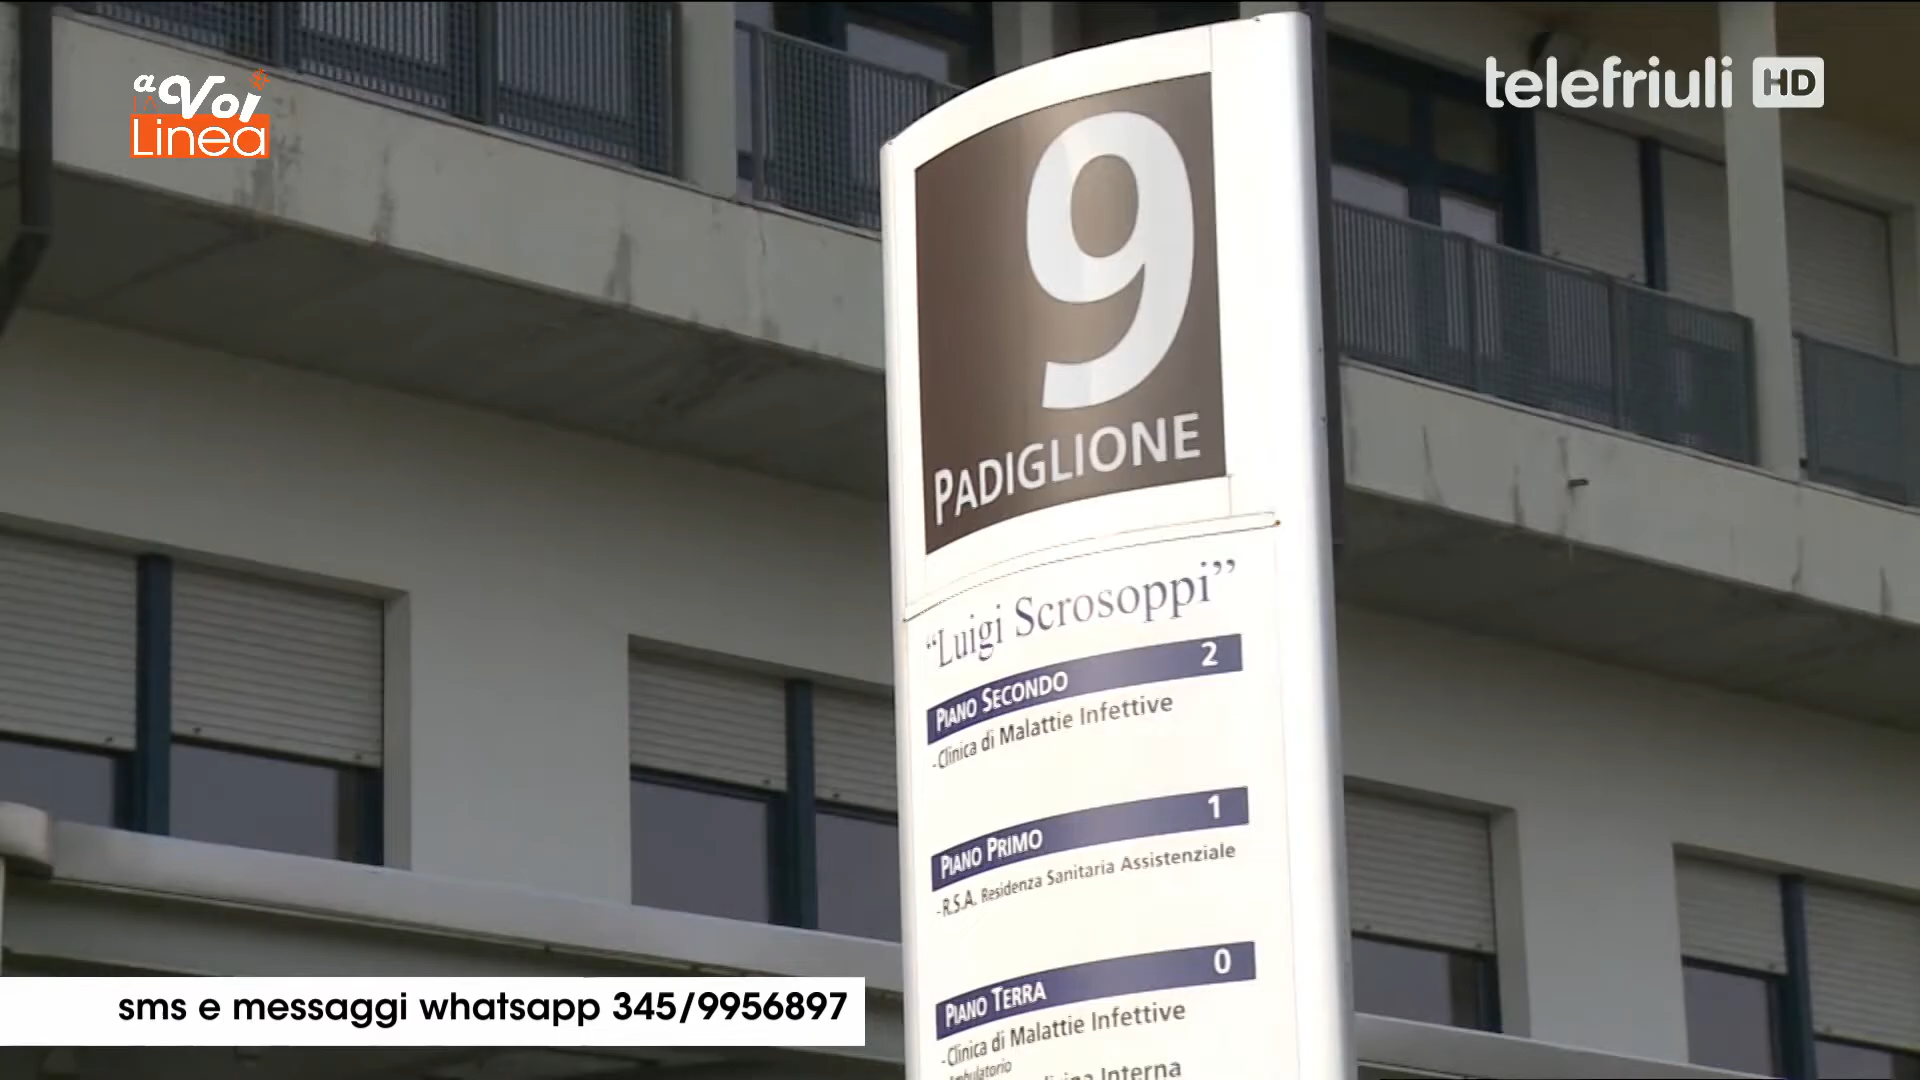 a Voi
LA
Linea
telefriuli HD
9
PADIGLIONE
“Luigi Scrosoppi”
PIANO SECONDO 2
-Clinica di Malattie Infettive
PIANO PRIMO 1
-R.S.A. Residenza Sanitaria Assistenziale
PIANO TERRA 0
-Clinica di Malattie Infettive
Ambulatorio
Interna
sms e messaggi whatsapp 345/9956897